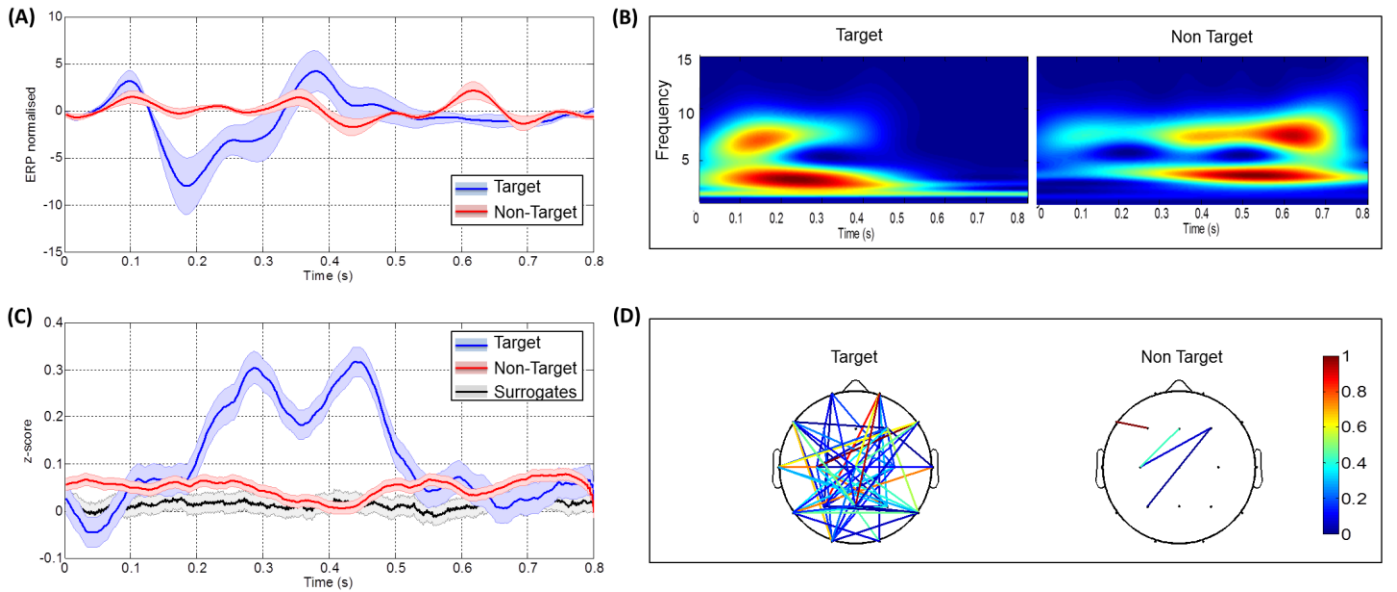 (A)
10
5
0
-5
-10
-15
ERP normalised
Target
Non-Target
0 0.1 0.2 0.3 0.4 0.5 0.6 0.7 0.8
Time (s)
(B)
Target
Non Target
15
10
5
Frequency
0 0.1 0.2 0.3 0.4 0.5 0.6 0.7 0.8
Time (s)
0 0.1 0.2 0.3 0.4 0.5 0.6 0.7 0.8
Time (s)
(C)
0.4
0.3
0.2
0.1
0
-0.1
z-score
Target
Non-Target
Surrogates
0 0.1 0.2 0.3 0.4 0.5 0.6 0.7 0.8
Time (s)
(D)
Target
Non Target
1
0.8
0.6
0.4
0.2
0